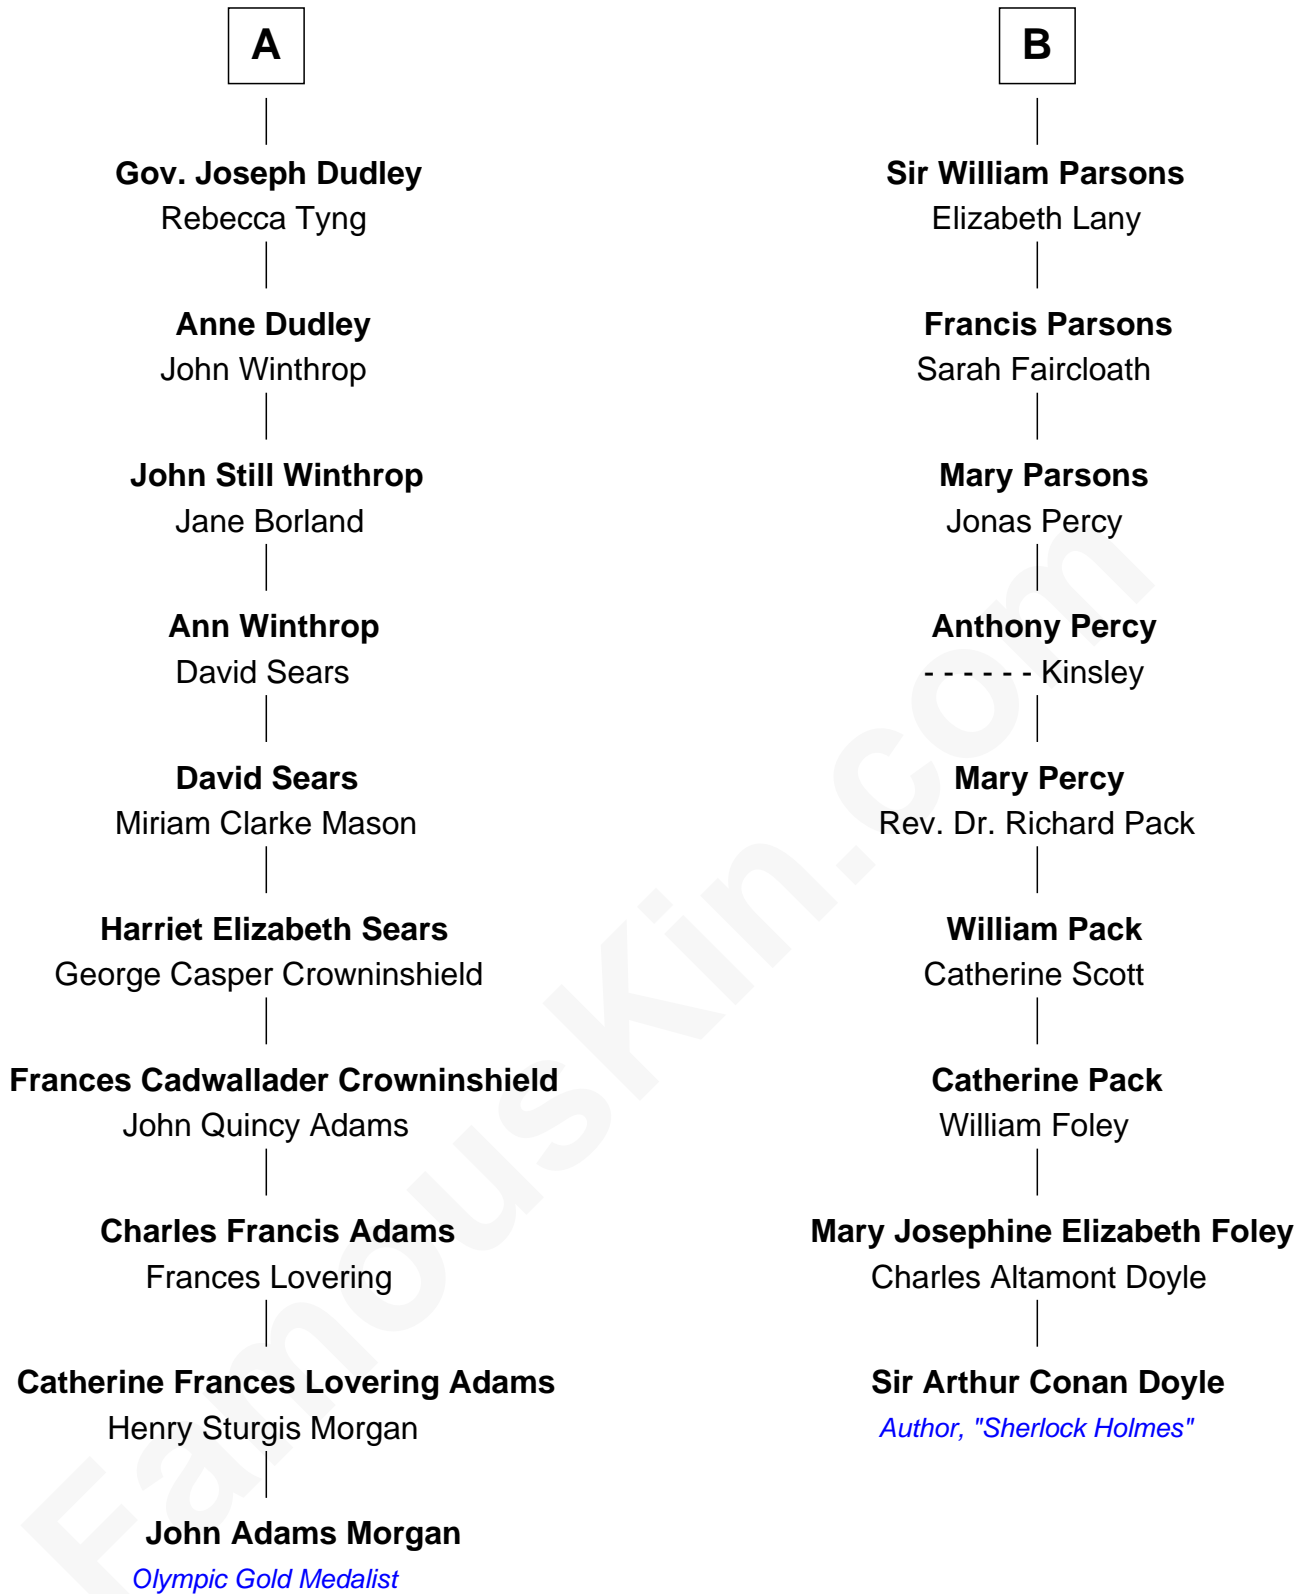 A
Gov. Joseph Dudley
Rebecca Tyng
Anne Dudley
John Winthrop
John Still Winthrop
Jane Borland
Ann Winthrop
David Sears
David Sears
Miriam Clarke Mason
Harriet Elizabeth Sears
George Casper Crowninshield
Frances Cadwallader Crowninshield
John Quincy Adams
Charles Francis Adams
Frances Lovering
Catherine Frances Lovering Adams
Henry Sturgis Morgan
John Adams Morgan
Olympic Gold Medalist
B
Sir William Parsons
Elizabeth Lany
Francis Parsons
Sarah Faircloath
Mary Parsons
Jonas Percy
Anthony Percy
- - - - - - Kinsley
Mary Percy
Rev. Dr. Richard Pack
William Pack
Catherine Scott
Catherine Pack
William Foley
Mary Josephine Elizabeth Foley
Charles Altamont Doyle
Sir Arthur Conan Doyle
Author, "Sherlock Holmes"
FamousKin.com